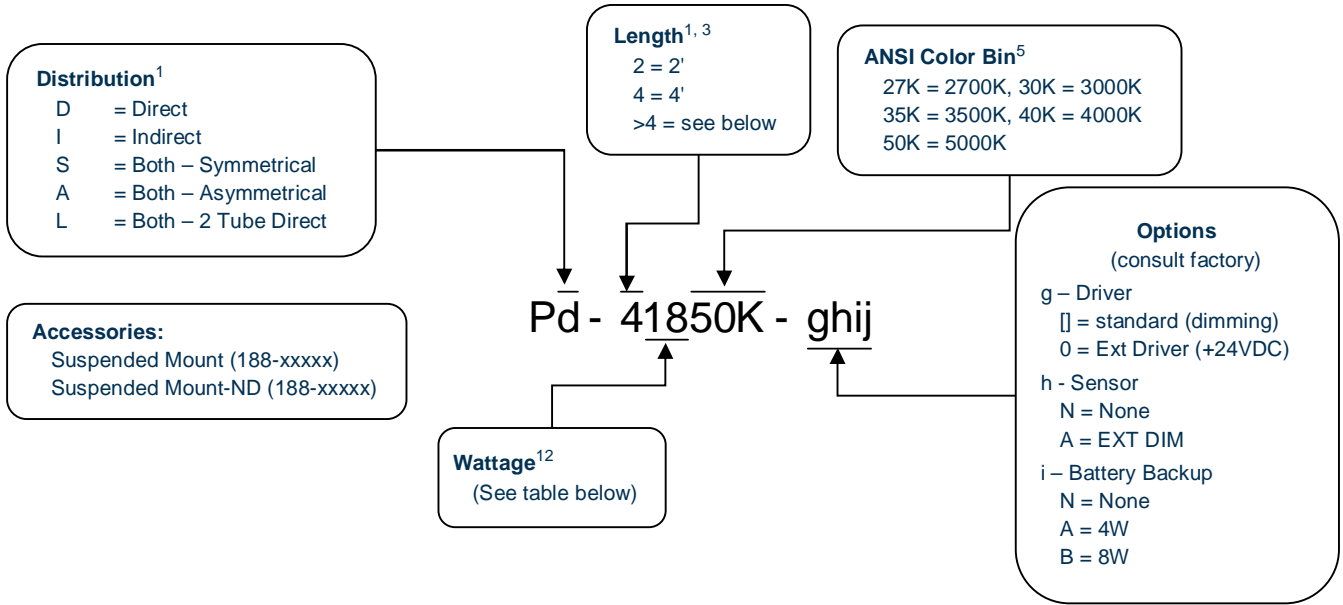 Distribution1
D = Direct
I = Indirect
S = Both – Symmetrical
A = Both – Asymmetrical
L = Both – 2 Tube Direct
Length1, 3
2 = 2'
4 = 4'
>4 = see below
ANSI Color Bin5
27K = 2700K, 30K = 3000K
35K = 3500K, 40K = 4000K
50K = 5000K
Pd - 41850K - ghij
Accessories:
Suspended Mount (188-xxxxx)
Suspended Mount-ND (188-xxxxx)
Wattage12
(See table below)
Options
(consult factory)
g – Driver
[] = standard (dimming)
0 = Ext Driver (+24VDC)
h - Sensor
N = None
A = EXT DIM
i – Battery Backup
N = None
A = 4W
B = 8W